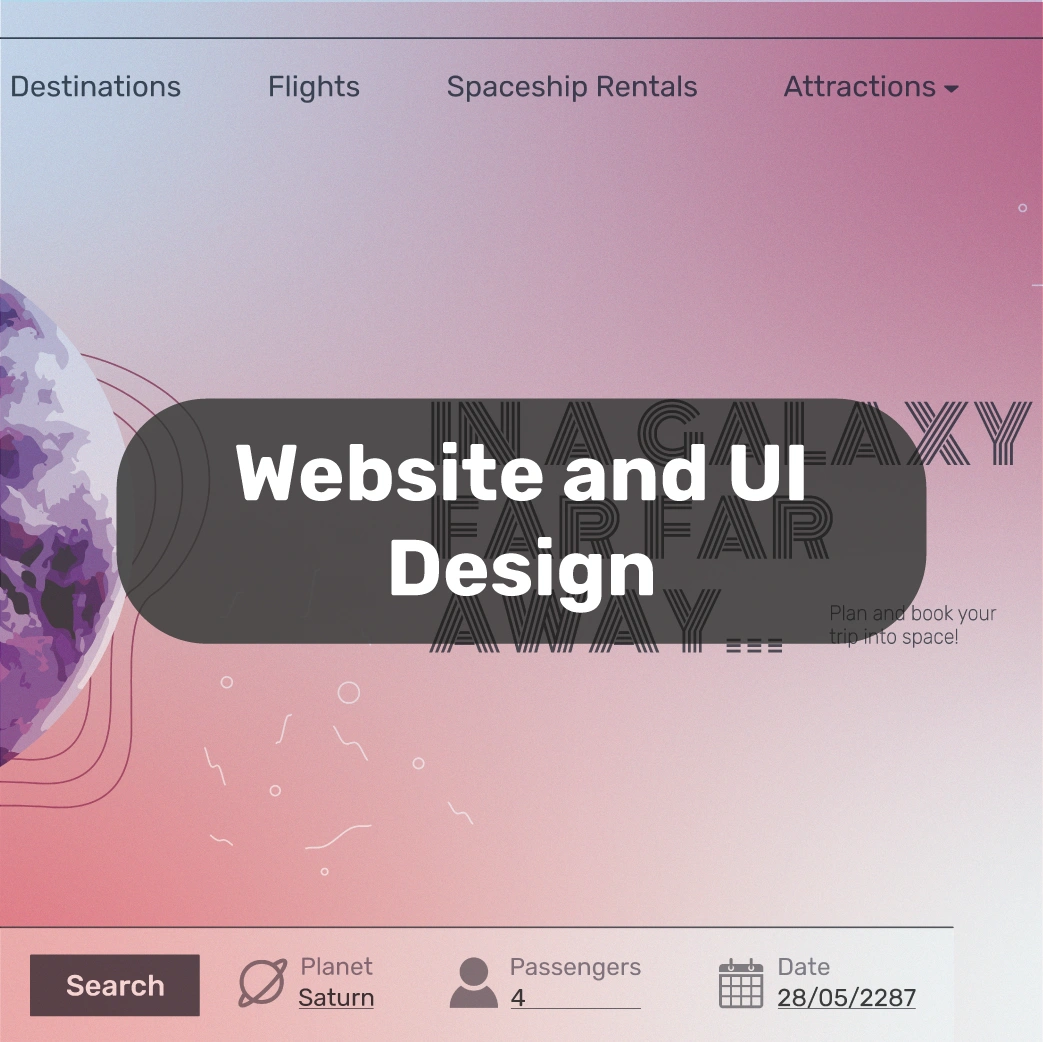 Destinations Flights Spaceship Rentals Attractions
IN A GALAXY
Website and UI
FAR FAR
Design
AWAY...
Plan and book your
trip into space!
Search
Planet
Saturn
Passengers
4
Date
28/05/2287